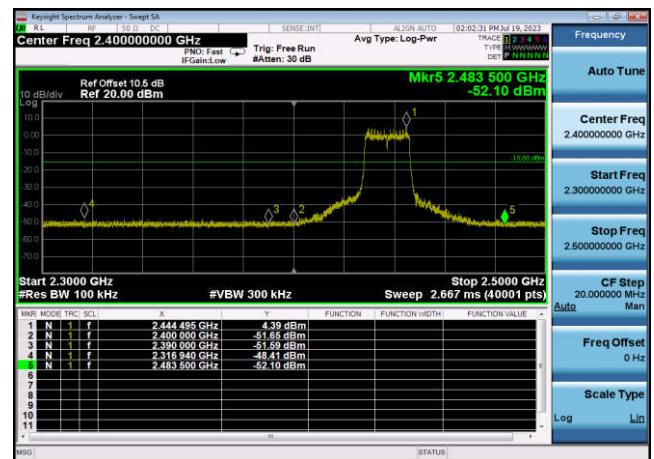 Keysight Spectrum Analyzer - Swept SA
RL RF 50 Ω DC SENSE:INT ALIGN AUTO 02:02:31 PM Jul 19, 2023
Center Freq 2.400000000 GHz
PNO: Fast
IFGain:Low
Trig: Free Run
#Atten: 30 dB
Avg Type: Log-Pwr
TRACE 1 2 3 4 5 6
TYPE M WWWWW
DET P N N N N N
Ref Offset 10.5 dB
10 dB/div Ref 20.00 dBm
Log
Mkr5 2.483 500 GHz
-52.10 dBm
10.0
0.00
-10.0
-20.0
-30.0
-40.0
-50.0
-60.0
-70.0
-15.88 dBm
1
2
3
4
5
Start 2.3000 GHz Stop 2.5000 GHz
#Res BW 100 kHz #VBW 300 kHz Sweep 2.667 ms (40001 pts)
MKR MODE TRC SCL X Y FUNCTION FUNCTION WIDTH FUNCTION VALUE
1 N 1 f 2.444 495 GHz 4.39 dBm
2 N 1 f 2.400 000 GHz -51.65 dBm
3 N 1 f 2.390 000 GHz -51.59 dBm
4 N 1 f 2.316 940 GHz -48.41 dBm
5 N 1 f 2.483 500 GHz -52.10 dBm
6
7
8
9
10
11
MSG STATUS
Frequency
Auto Tune
Center Freq
2.400000000 GHz
Start Freq
2.300000000 GHz
Stop Freq
2.500000000 GHz
CF Step
20.000000 MHz
Auto Man
Freq Offset
0 Hz
Scale Type
Log Lin